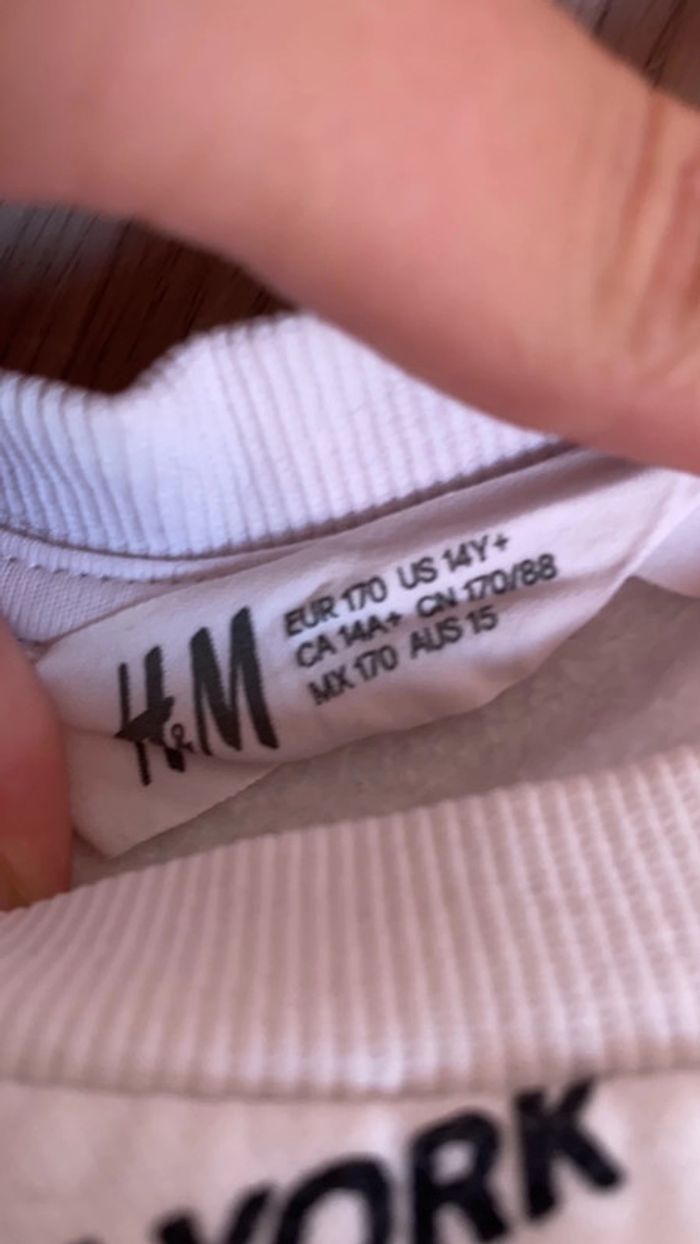 H&M
EUR 170 US 14Y+
CA 14A+ CN 170/88
MX 170 AUS 15
YORK